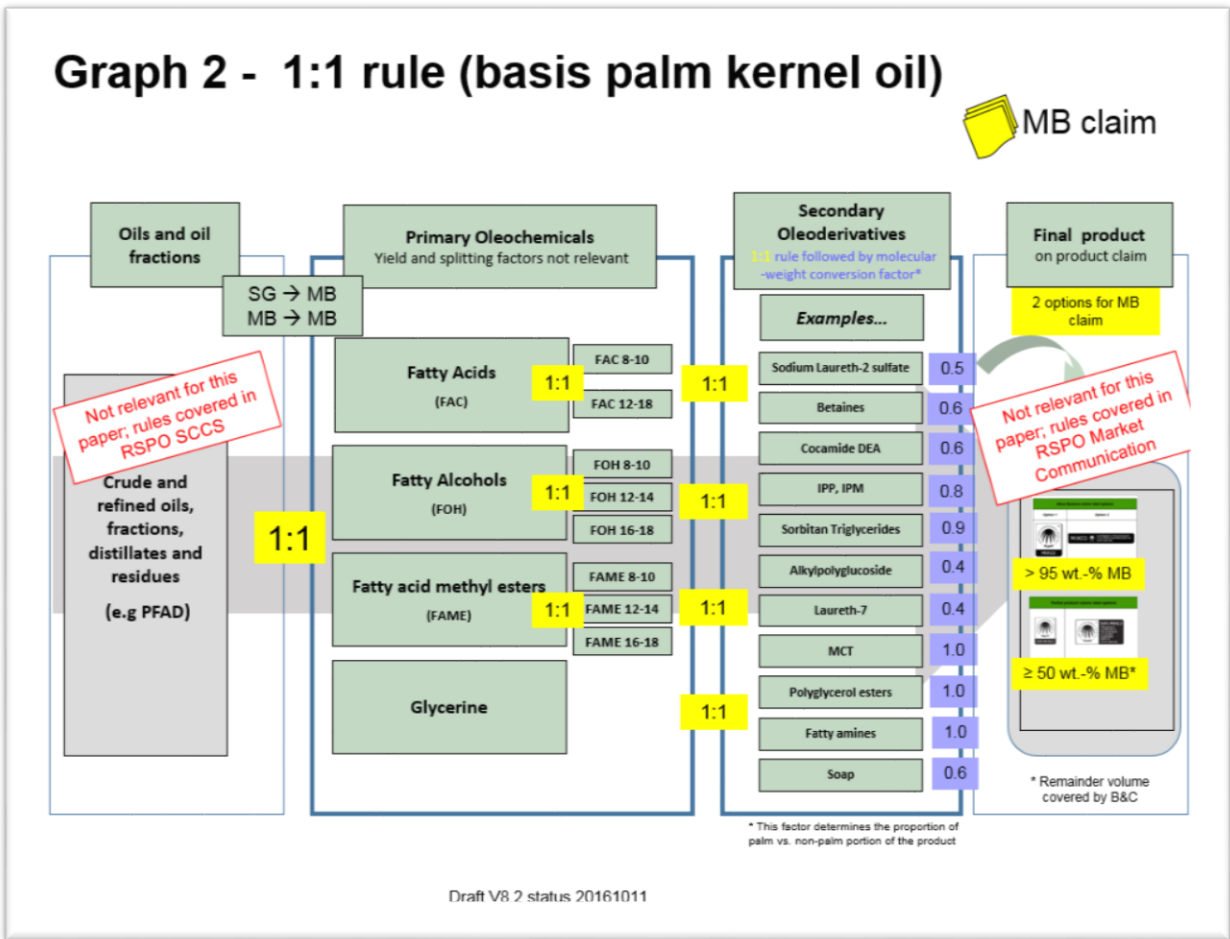 Graph 2 - 1:1 rule (basis palm kernel oil)
MB claim
Oils and oil
fractions
SG → MB
MB → MB
Not relevant for this
paper; rules covered in
RSPO SCCS
Crude and
refined oils,
fractions,
distillates and
residues
(e.g PFAD)
1:1
Primary Oleochemicals
Yield and splitting factors not relevant
Fatty Acids
(FAC)
1:1
FAC 8-10
FAC 12-18
Fatty Alcohols
(FOH)
1:1
FOH 8-10
FOH 12-14
FOH 16-18
Fatty acid methyl esters
(FAME)
1:1
FAME 8-10
FAME 12-14
FAME 16-18
Glycerine
1:1
1:1
1:1
1:1
Secondary
Oleoderivatives
1:1 rule followed by molecular
-weight conversion factor*
Examples...
Sodium Laureth-2 sulfate 0.5
Betaines 0.6
Cocamide DEA 0.6
IPP, IPM 0.8
Sorbitan Triglycerides 0.9
Alkylpolyglucoside 0.4
Laureth-7 0.4
MCT 1.0
Polyglycerol esters 1.0
Fatty amines 1.0
Soap 0.6
* This factor determines the proportion of
palm vs. non-palm portion of the product
Final product
on product claim
2 options for MB
claim
Not relevant for this
paper; rules covered in
RSPO Market
Communication
> 95 wt.-% MB
≥ 50 wt.-% MB*
* Remainder volume
covered by B&C
Draft V8 2 status 20161011